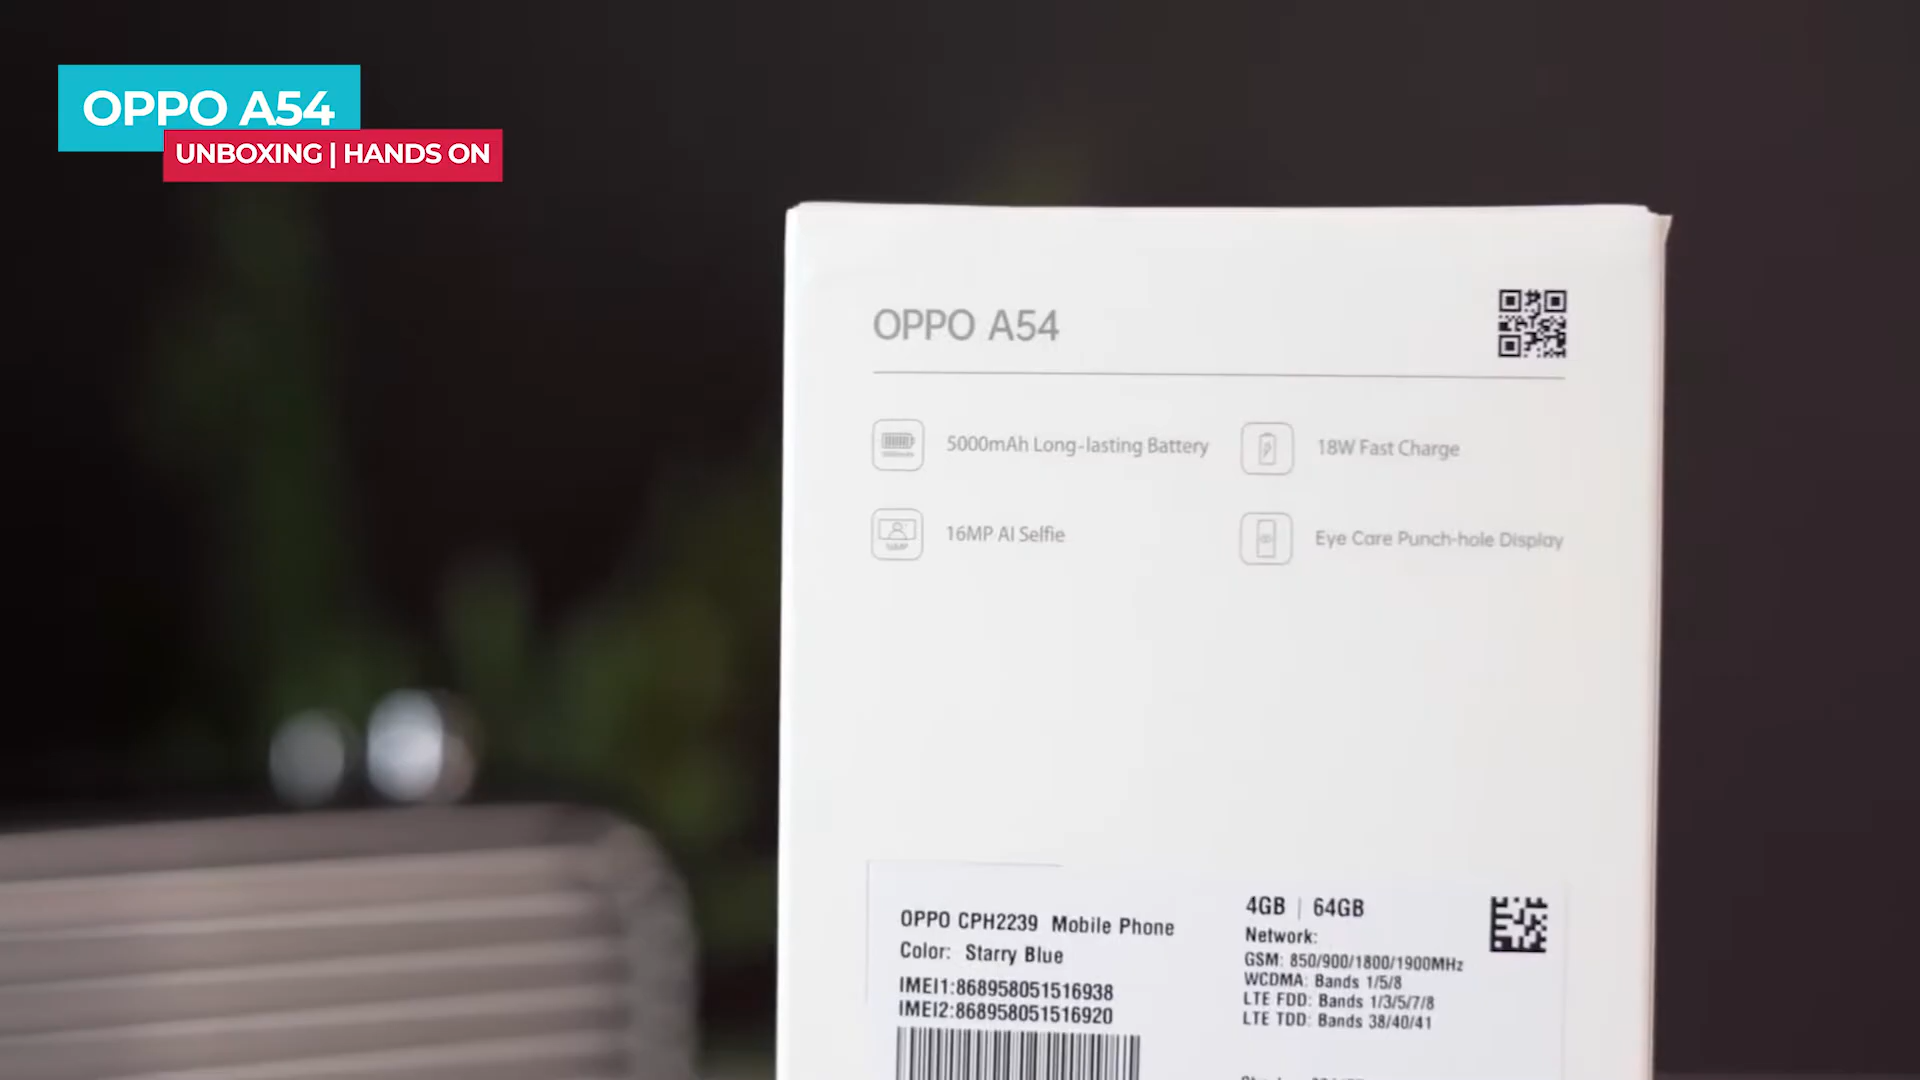 OPPO A54
UNBOXING | HANDS ON
OPPO A54
5000mAh Long-lasting Battery
18W Fast Charge
16MP AI Selfie
Eye Care Punch-hole Display
OPPO CPH2239 Mobile Phone
Color: Starry Blue
IMEI1:868958051516938
IMEI2:868958051516920
4GB | 64GB
Network:
GSM: 850/900/1800/1900MHz
WCDMA: Bands 1/5/8
LTE FDD: Bands 1/3/5/7/8
LTE TDD: Bands 38/40/41